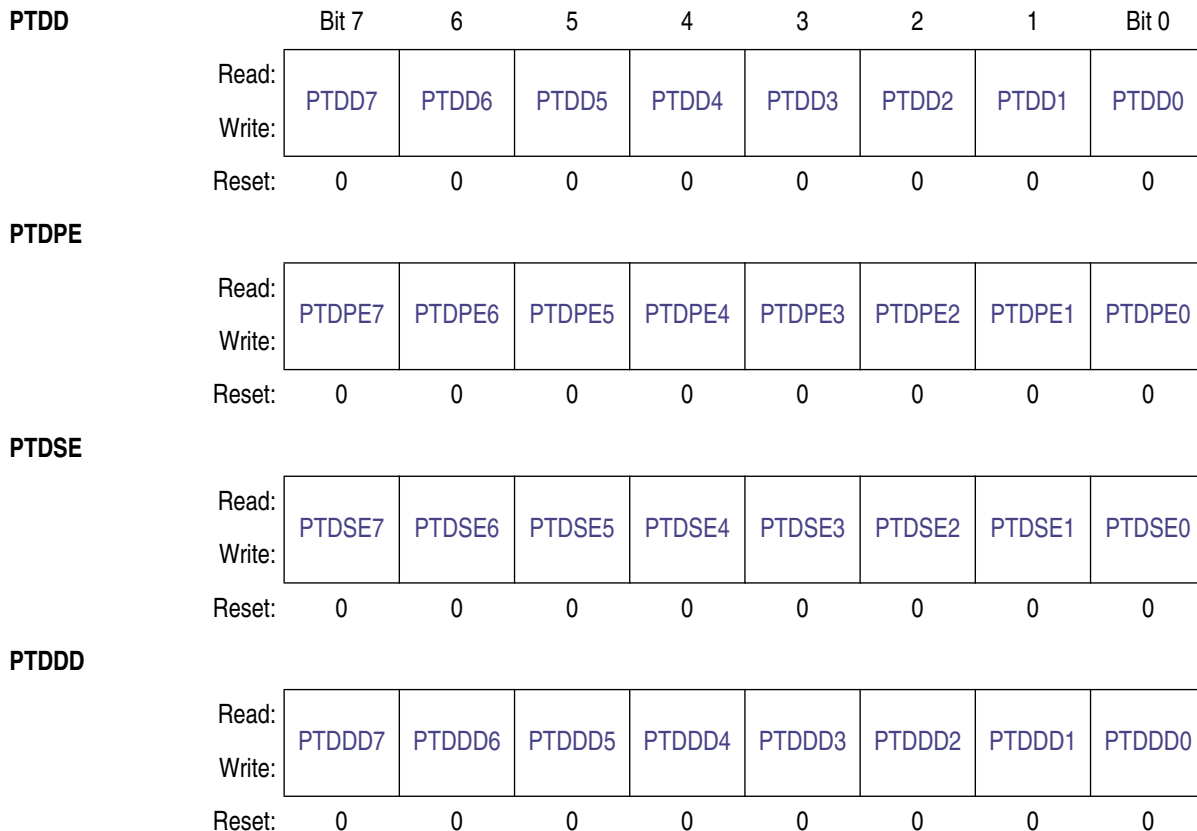 PTDD Bit 7 6 5 4 3 2 1 Bit 0
Read:
PTDD7 PTDD6 PTDD5 PTDD4 PTDD3 PTDD2 PTDD1 PTDD0
Write:
Reset: 0 0 0 0 0 0 0 0
PTDPE
Read:
PTDPE7 PTDPE6 PTDPE5 PTDPE4 PTDPE3 PTDPE2 PTDPE1 PTDPE0
Write:
Reset: 0 0 0 0 0 0 0 0
PTDSE
Read:
PTDSE7 PTDSE6 PTDSE5 PTDSE4 PTDSE3 PTDSE2 PTDSE1 PTDSE0
Write:
Reset: 0 0 0 0 0 0 0 0
PTDDD
Read:
PTDDD7 PTDDD6 PTDDD5 PTDDD4 PTDDD3 PTDDD2 PTDDD1 PTDDD0
Write:
Reset: 0 0 0 0 0 0 0 0